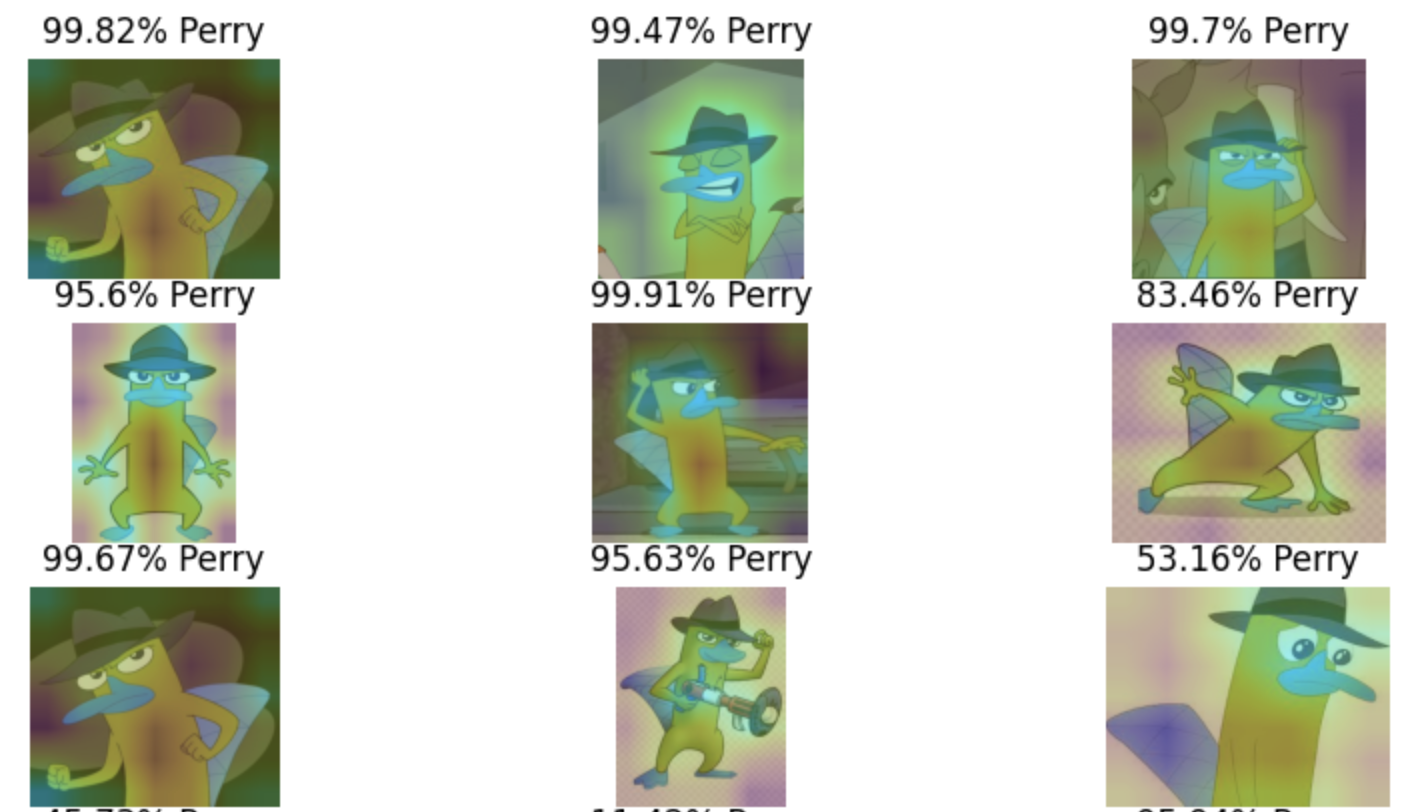 99.82% Perry
99.47% Perry
99.7% Perry
95.6% Perry
99.91% Perry
83.46% Perry
99.67% Perry
95.63% Perry
53.16% Perry